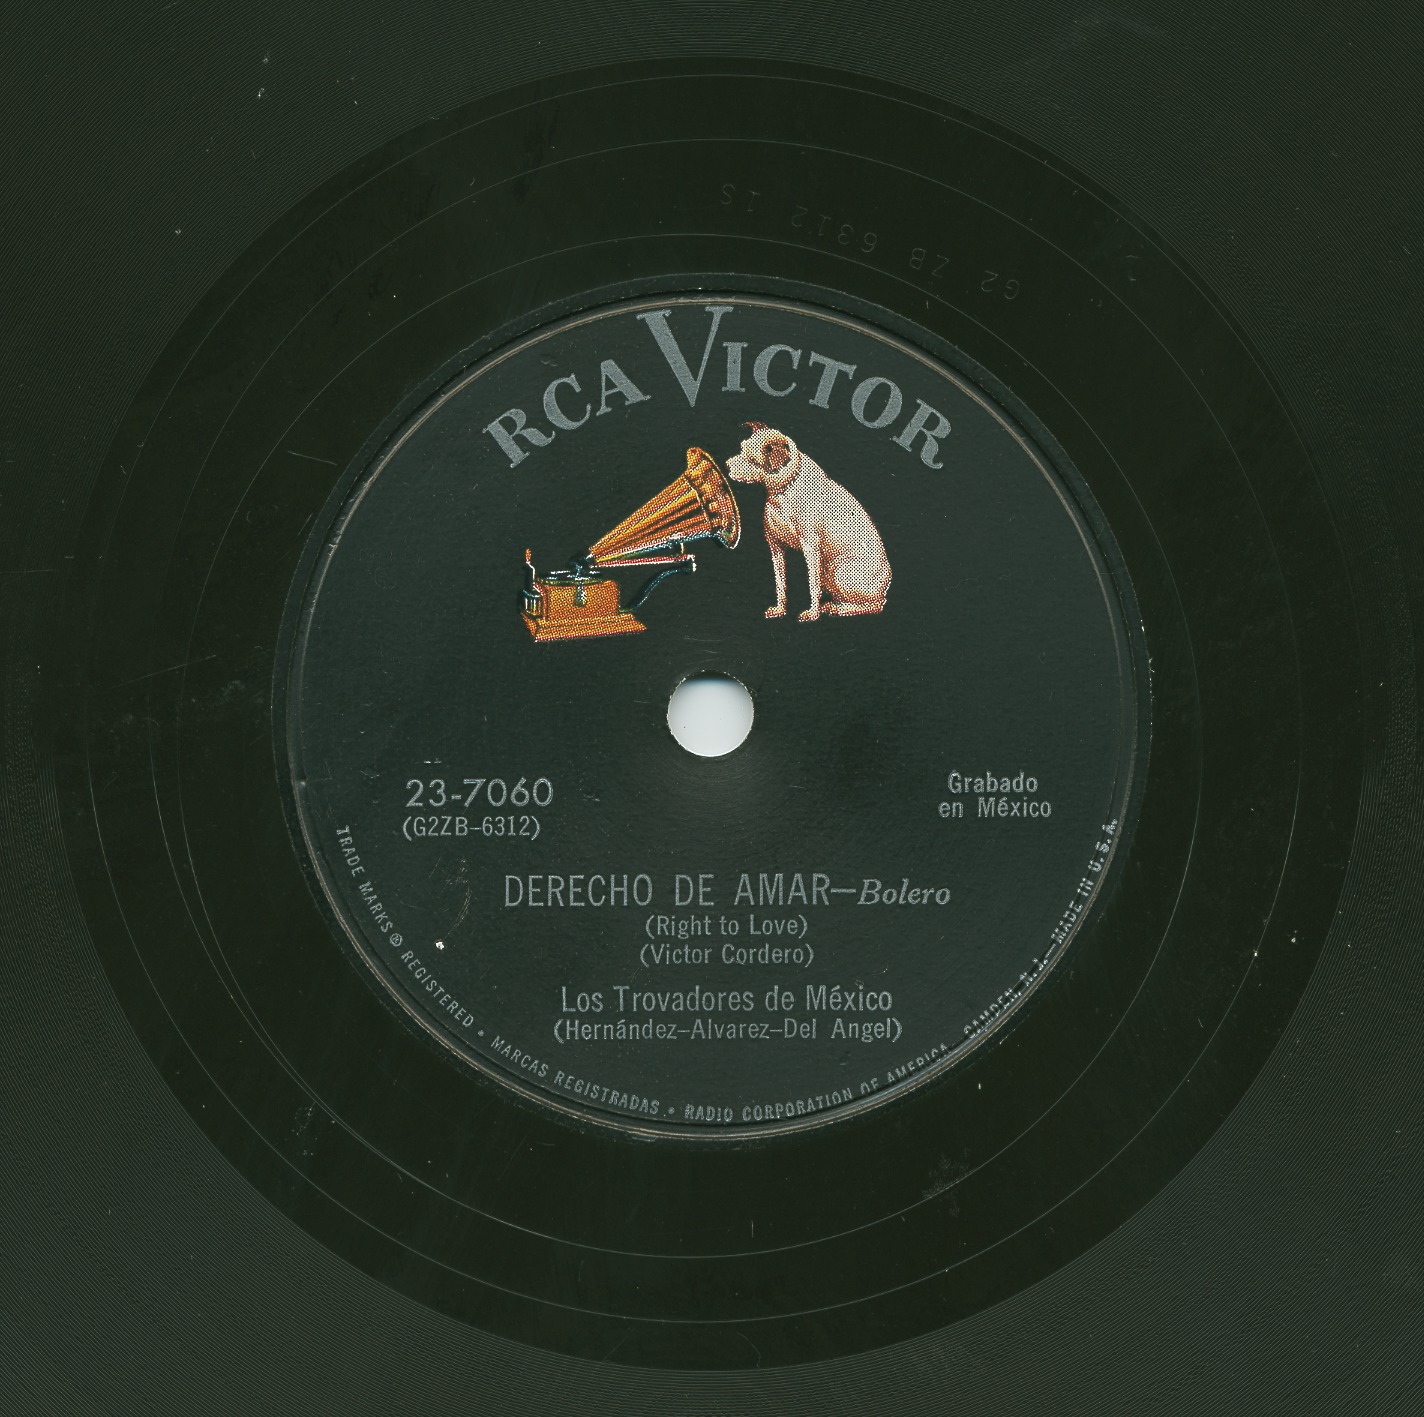 G2 ZB 6312 1S
RCA VICTOR
23-7060
(G2ZB-6312)
Grabado
en México
DERECHO DE AMAR—Bolero
(Right to Love)
(Victor Cordero)
Los Trovadores de México
(Hernández-Alvarez-Del Angel)
TRADE MARKS ® REGISTERED • MARCAS REGISTRADAS • RADIO CORPORATION OF AMERICA, CAMDEN, N.J.—MADE IN U.S.A.